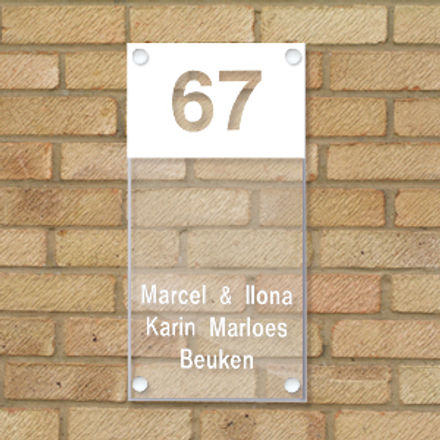 67
Marcel & Ilona
Karin Marloes
Beuken